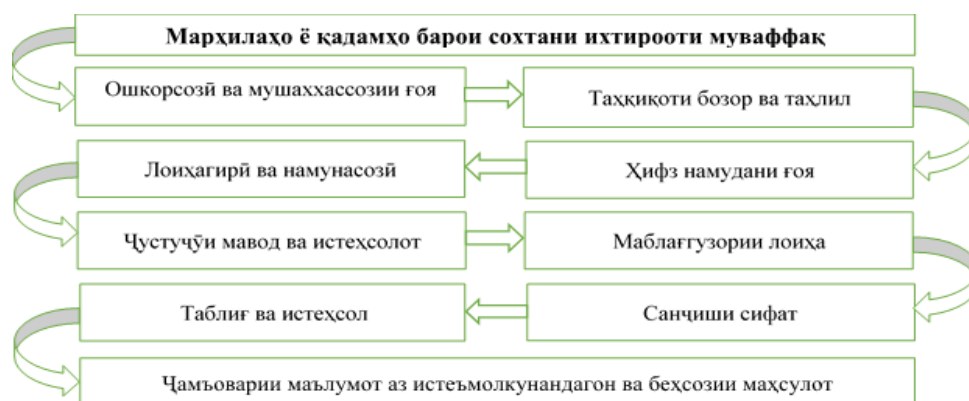 Марҳилаҳо ё қадамҳо барои сохтани ихтирооти муваффақ
Ошкорсозӣ ва мушаххассозии ғоя
Таҳқиқоти бозор ва таҳлил
Ҳифз намудани ғоя
Лоиҳагирӣ ва намунасозӣ
Ҷустуҷӯи мавод ва истеҳсолот
Маблағгузории лоиҳа
Санҷиши сифат
Таблиғ ва истеҳсол
Ҷамъоварии маълумот аз истеъмолкунандагон ва беҳсозии маҳсулот